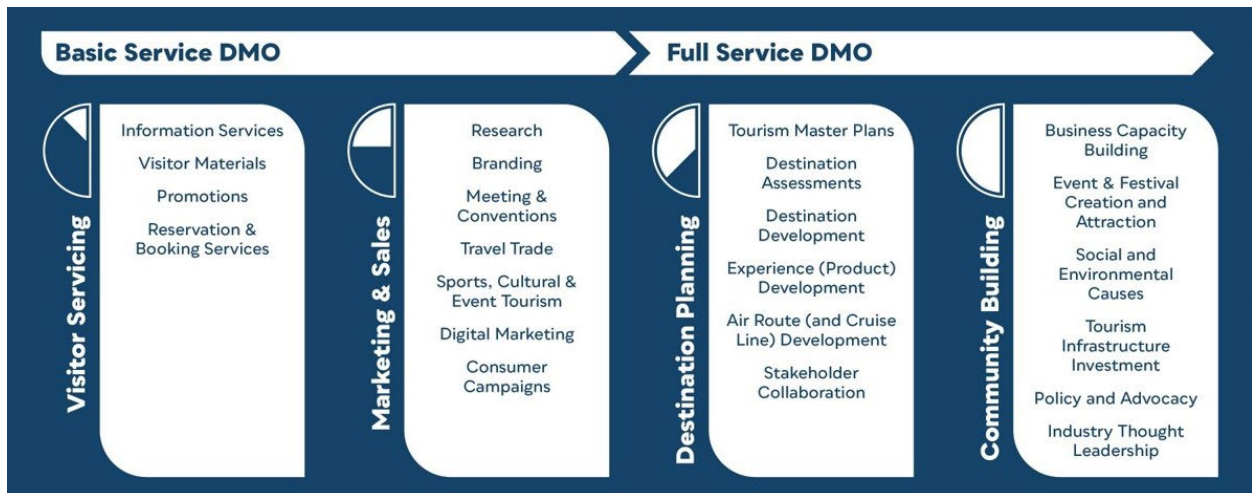 Basic Service DMO
Full Service DMO
Visitor Servicing
Information Services
Visitor Materials
Promotions
Reservation &
Booking Services
Marketing & Sales
Research
Branding
Meeting &
Conventions
Travel Trade
Sports, Cultural &
Event Tourism
Digital Marketing
Consumer
Campaigns
Destination Planning
Tourism Master Plans
Destination
Assessments
Destination
Development
Experience (Product)
Development
Air Route (and Cruise
Line) Development
Stakeholder
Collaboration
Community Building
Business Capacity
Building
Event & Festival
Creation and
Attraction
Social and
Environmental
Causes
Tourism
Infrastructure
Investment
Policy and Advocacy
Industry Thought
Leadership